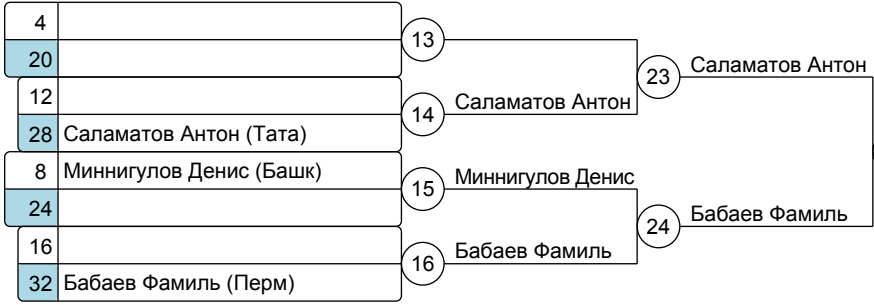 4
13
20
23
Саламатов Антон
12
14
Саламатов Антон
28 Саламатов Антон (Тата)
8 Миннигулов Денис (Башк)
15
Миннигулов Денис
24
24
Бабаев Фамиль
16
16
Бабаев Фамиль
32 Бабаев Фамиль (Перм)